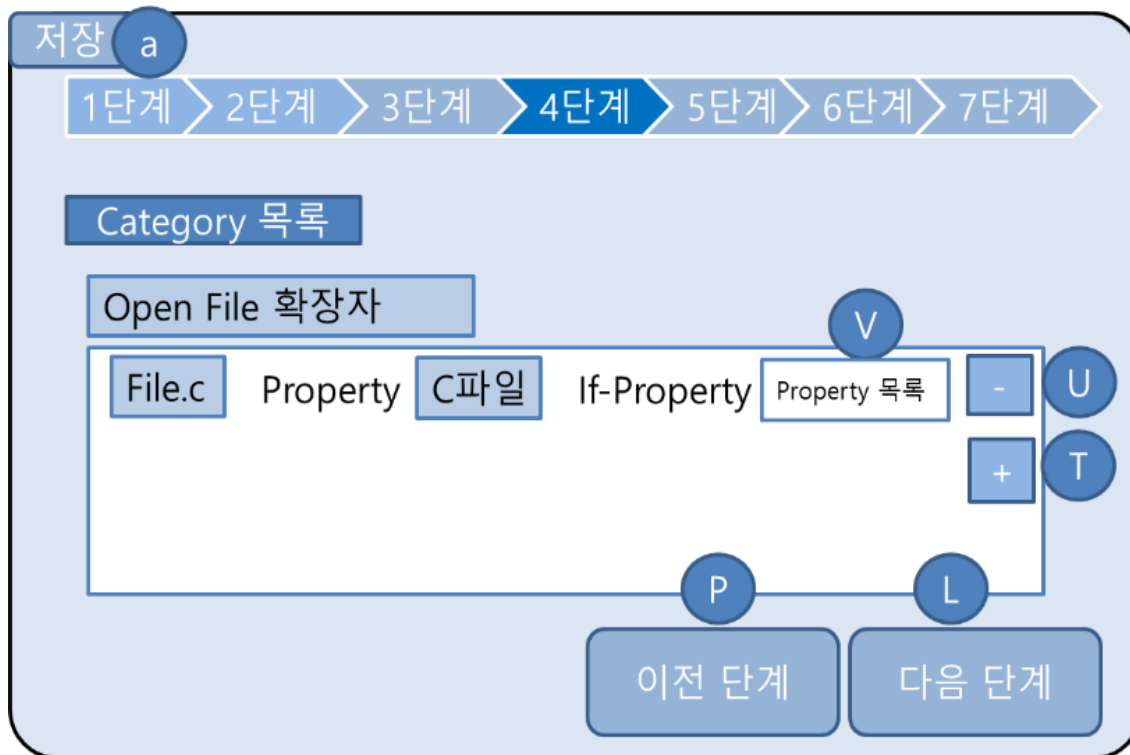 저장 a
1단계 2단계 3단계 4단계 5단계 6단계 7단계
Category 목록
Open File 확장자
V
File.c Property C파일 If-Property Property 목록 - U
+ T
P L
이전 단계 다음 단계